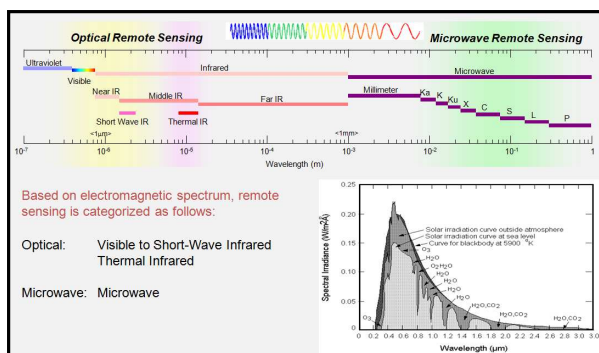 Optical Remote Sensing
Microwave Remote Sensing
Ultraviolet
Visible
Infrared
Microwave
Near IR
Middle IR
Far IR
Millimeter
Ka
K
Ku
X
C
S
L
P
Short Wave IR
Thermal IR
<1μm>
<1mm>
10-7
10-6
10-5
10-4
10-3
10-2
10-1
1
Wavelength (m)
Based on electromagnetic spectrum, remote
sensing is categorized as follows:
Optical: Visible to Short-Wave Infrared
Thermal Infrared
Microwave: Microwave
Spectral Irradiance (W/m2Å)
0.25
0.20
0.15
0.10
0.05
0
Solar irradiation curve outside atmosphere
Solar irradiation curve at sea level
Curve for blackbody at 5900 °K
O3
H2O
O2H2O
H2O
H2O
H2O
H2O
H2O
H2O,CO2
H2O,CO2
H2O,CO2
O3
0 0.2 0.4 0.6 0.8 1.0 1.2 1.4 1.6 1.8 2.0 2.2 2.4 2.6 2.8 3.0
Wavelength (μm)